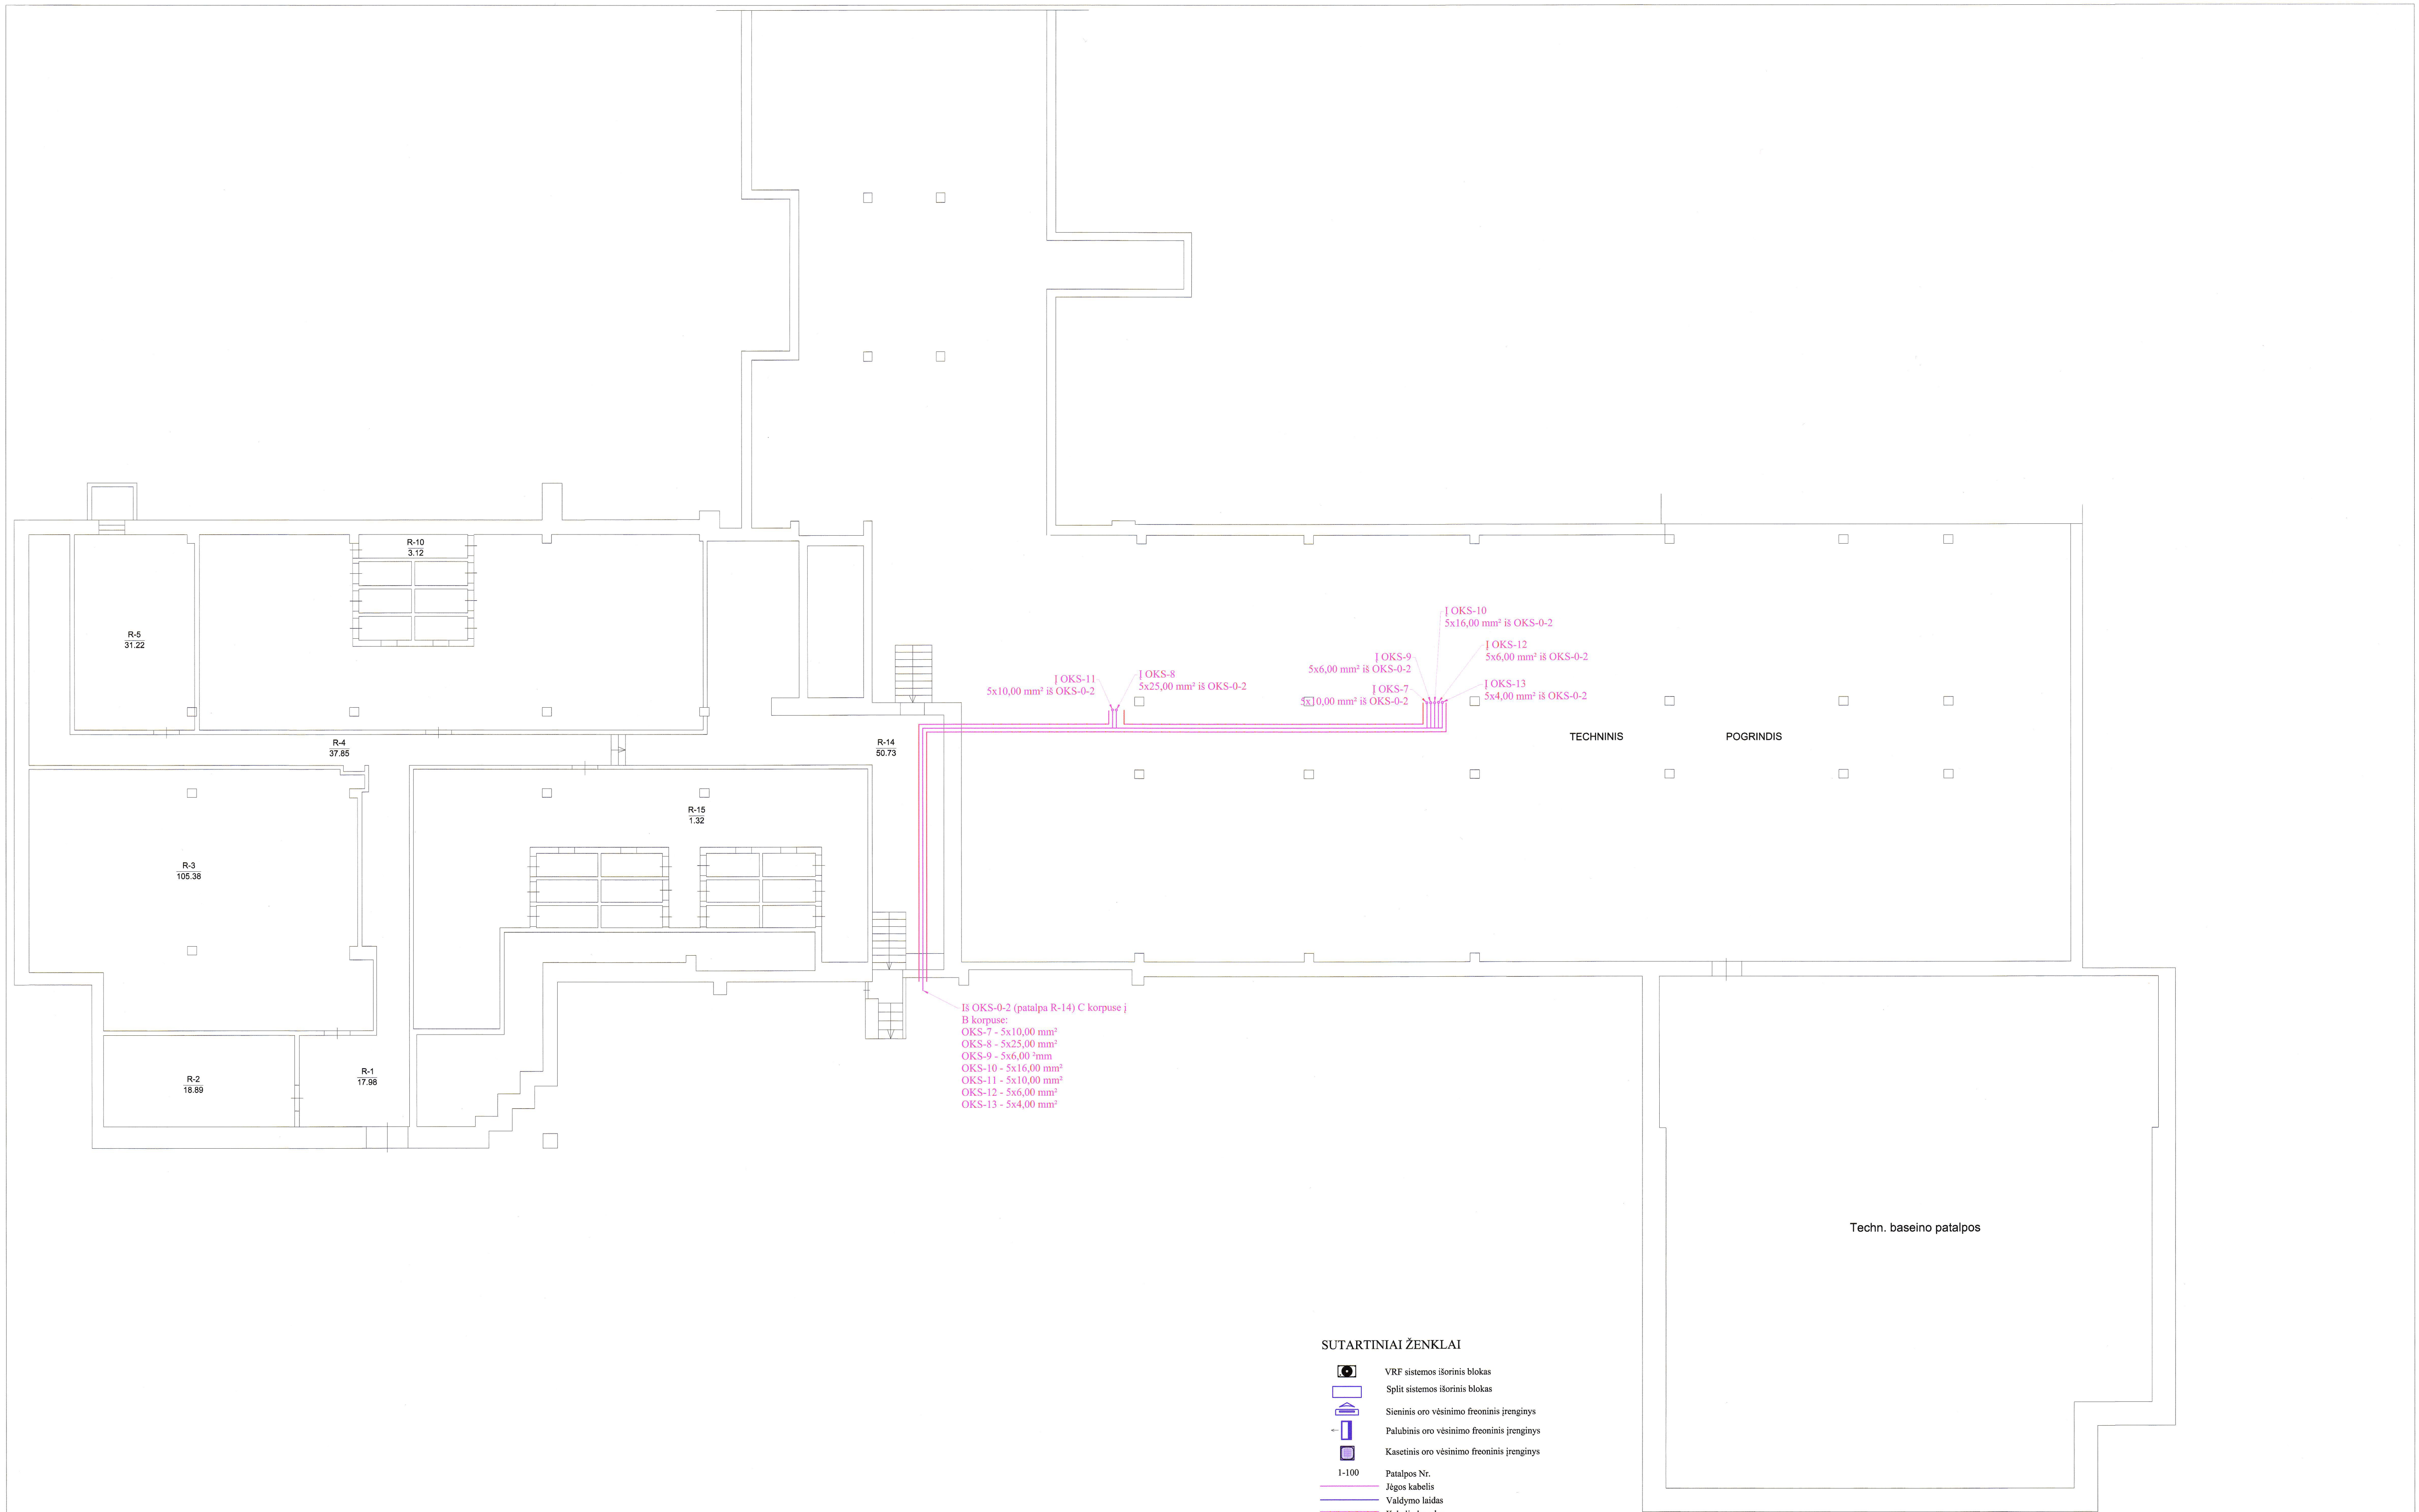 R-10
3.12
R-5
31.22
Į OKS-10
5x16,00 mm² iš OKS-0-2
Į OKS-12
5x6,00 mm² iš OKS-0-2
Į OKS-9
5x6,00 mm² iš OKS-0-2
Į OKS-11
5x10,00 mm² iš OKS-0-2
Į OKS-8
5x25,00 mm² iš OKS-0-2
Į OKS-7
5x10,00 mm² iš OKS-0-2
Į OKS-13
5x4,00 mm² iš OKS-0-2
R-4
37.85
R-14
50.73
TECHNINIS POGRINDIS
R-15
1.32
R-3
105.38
Iš OKS-0-2 (patalpa R-14) C korpuse į
B korpuse:
OKS-7 - 5x10,00 mm²
OKS-8 - 5x25,00 mm²
OKS-9 - 5x6,00 ²mm
OKS-10 - 5x16,00 mm²
OKS-11 - 5x10,00 mm²
OKS-12 - 5x6,00 mm²
OKS-13 - 5x4,00 mm²
R-2
18.89
R-1
17.98
Techn. baseino patalpos
SUTARTINIAI ŽENKLAI
VRF sistemos išorinis blokas
Split sistemos išorinis blokas
Sieninis oro vėsinimo freoninis įrenginys
Palubinis oro vėsinimo freoninis įrenginys
Kasetinis oro vėsinimo freoninis įrenginys
1-100 Patalpos Nr.
Jėgos kabelis
Valdymo laidas